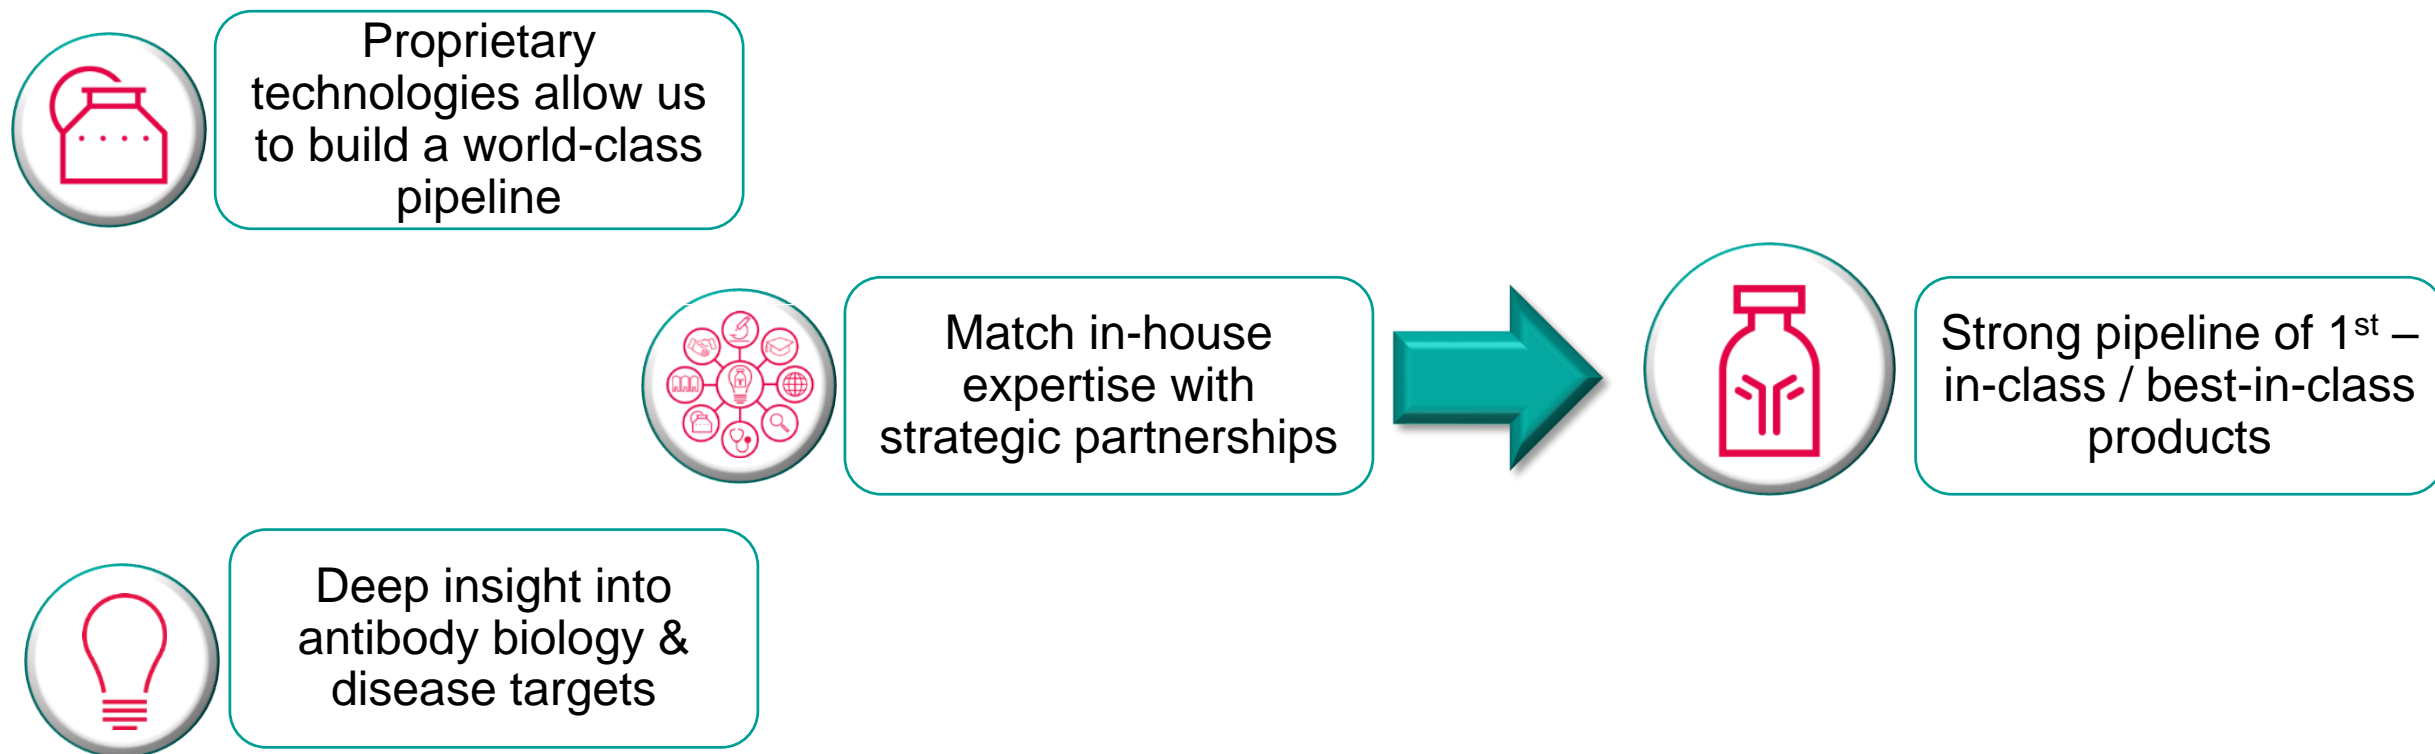 Proprietary
technologies allow us
to build a world-class
pipeline
Match in-house
expertise with
strategic partnerships
Strong pipeline of 1st –
in-class / best-in-class
products
Deep insight into
antibody biology &
disease targets